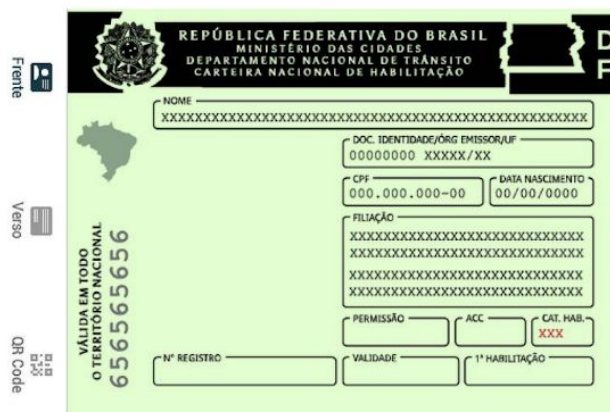 REPÚBLICA FEDERATIVA DO BRASIL
MINISTÉRIO DAS CIDADES
DEPARTAMENTO NACIONAL DE TRÂNSITO
CARTEIRA NACIONAL DE HABILITAÇÃO
D
F
Frente
Verso
QR Code
NOME
XXXXXXXXXXXXXXXXXXXXXXXXXXXXXXXXXXXXXXXXXXXXXXXXXXXX
DOC. IDENTIDADE/ÓRG EMISSOR/UF
00000000 XXXXX/XX
CPF
000.000.000-00
DATA NASCIMENTO
00/00/0000
FILIAÇÃO
XXXXXXXXXXXXXXXXXXXXXXXXXXXX
XXXXXXXXXXXXXXXXXXXXXXXXXXXX
XXXXXXXXXXXXXXXXXXXXXXXXXXXX
XXXXXXXXXXXXXXXXXXXXXXXXXXXX
PERMISSÃO
ACC
CAT. HAB.
XXX
Nº REGISTRO
VALIDADE
1ª HABILITAÇÃO
VÁLIDA EM TODO
O TERRITÓRIO NACIONAL
6565656565